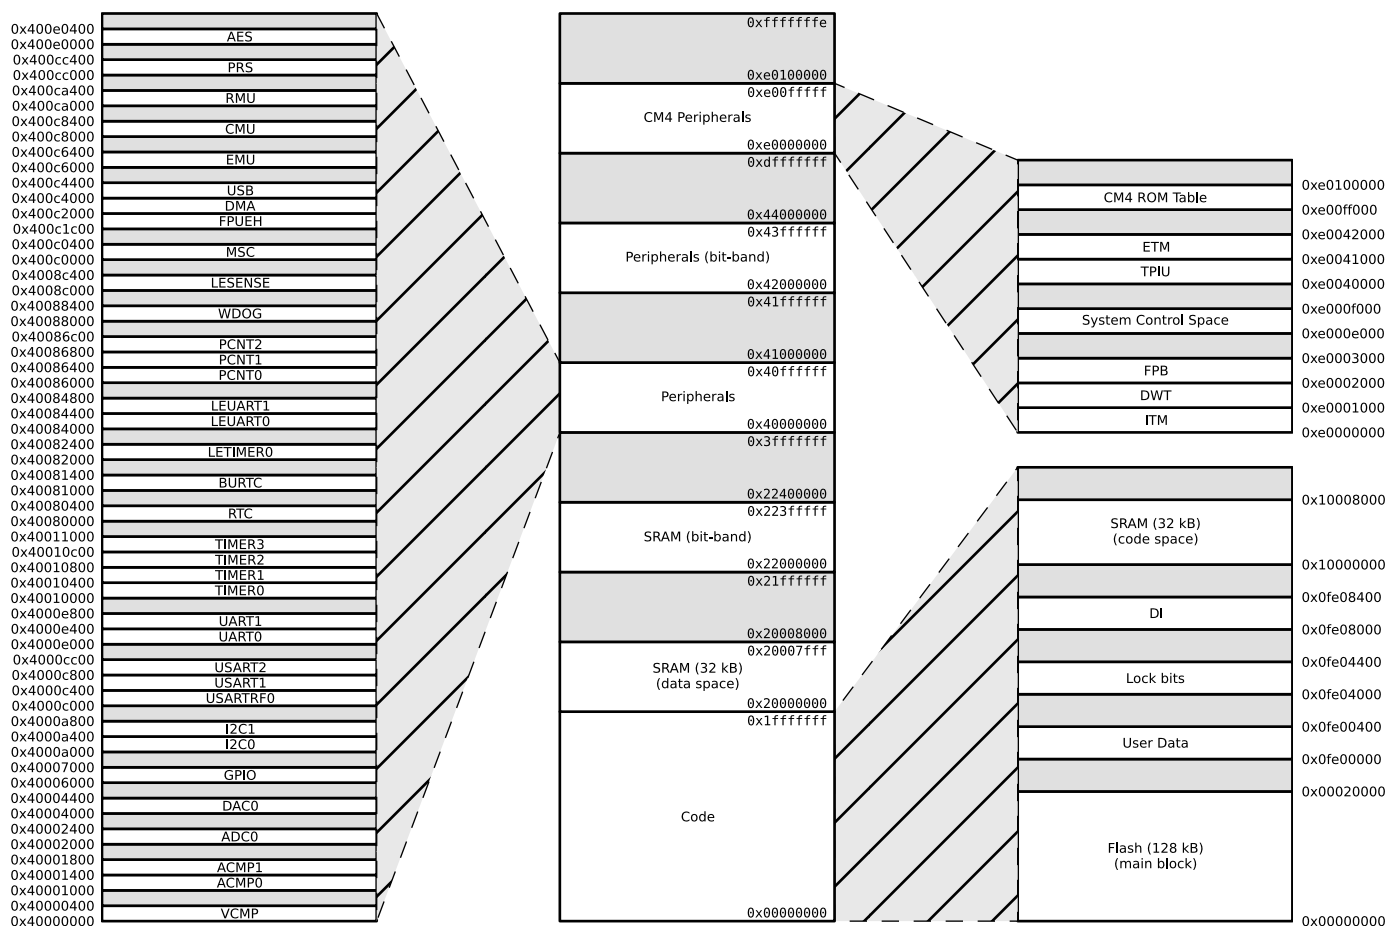 0x400e0400
AES
0x400e0000
0x400cc400
PRS
0x400cc000
0x400ca400
RMU
0x400ca000
0x400c8400
CMU
0x400c8000
0x400c6400
EMU
0x400c6000
0x400c4400
USB
0x400c4000
DMA
0x400c2000
FPUEH
0x400c1c00
0x400c0400
MSC
0x400c0000
0x4008c400
LESENSE
0x4008c000
0x40088400
WDOG
0x40088000
0x40086c00
PCNT2
0x40086800
PCNT1
0x40086400
PCNT0
0x40086000
0x40084800
LEUART1
0x40084400
LEUART0
0x40084000
0x40082400
LETIMER0
0x40082000
0x40081400
BURTC
0x40081000
0x40080400
RTC
0x40080000
0x40011000
TIMER3
0x40010c00
TIMER2
0x40010800
TIMER1
0x40010400
TIMER0
0x40010000
0x4000e800
UART1
0x4000e400
UART0
0x4000e000
0x4000cc00
USART2
0x4000c800
USART1
0x4000c400
USARTRF0
0x4000c000
0x4000a800
I2C1
0x4000a400
I2C0
0x4000a000
0x40007000
GPIO
0x40006000
0x40004400
DAC0
0x40004000
0x40002400
ADC0
0x40002000
0x40001800
ACMP1
0x40001400
ACMP0
0x40001000
0x40000400
VCMP
0x40000000
0xfffffffe
0xe0100000
0xe00fffff
CM4 Peripherals
0xe0000000
0xdfffffff
0x44000000
0x43ffffff
Peripherals (bit-band)
0x42000000
0x41ffffff
0x41000000
0x40ffffff
Peripherals
0x40000000
0x3fffffff
0x22400000
0x223fffff
SRAM (bit-band)
0x22000000
0x21ffffff
0x20008000
0x20007fff
SRAM (32 kB)
(data space)
0x20000000
0x1fffffff
Code
0x00000000
0xe0100000
CM4 ROM Table
0xe00ff000
0xe0042000
ETM
0xe0041000
TPIU
0xe0040000
0xe000f000
System Control Space
0xe000e000
0xe0003000
FPB
0xe0002000
DWT
0xe0001000
ITM
0xe0000000
0x10008000
SRAM (32 kB)
(code space)
0x10000000
0x0fe08400
DI
0x0fe08000
0x0fe04400
Lock bits
0x0fe04000
0x0fe00400
User Data
0x0fe00000
0x00020000
Flash (128 kB)
(main block)
0x00000000